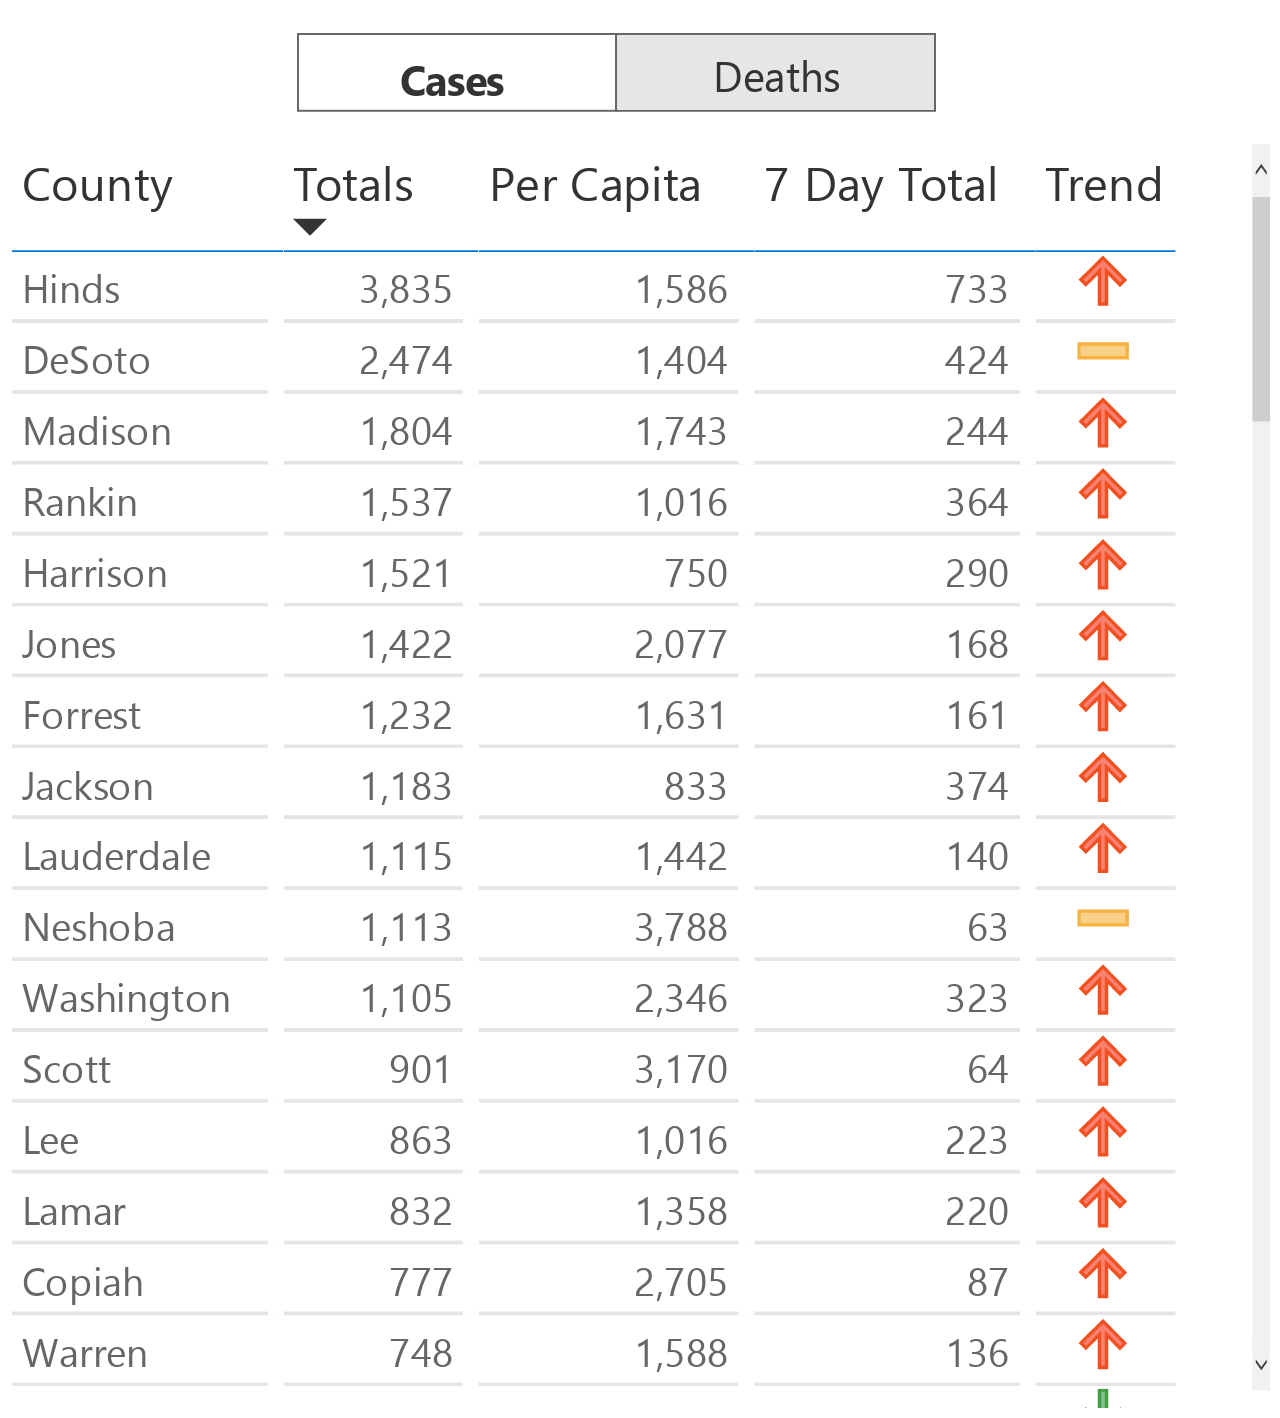 Cases Deaths
County Totals Per Capita 7 Day Total Trend
Hinds 3,835 1,586 733
DeSoto 2,474 1,404 424
Madison 1,804 1,743 244
Rankin 1,537 1,016 364
Harrison 1,521 750 290
Jones 1,422 2,077 168
Forrest 1,232 1,631 161
Jackson 1,183 833 374
Lauderdale 1,115 1,442 140
Neshoba 1,113 3,788 63
Washington 1,105 2,346 323
Scott 901 3,170 64
Lee 863 1,016 223
Lamar 832 1,358 220
Copiah 777 2,705 87
Warren 748 1,588 136